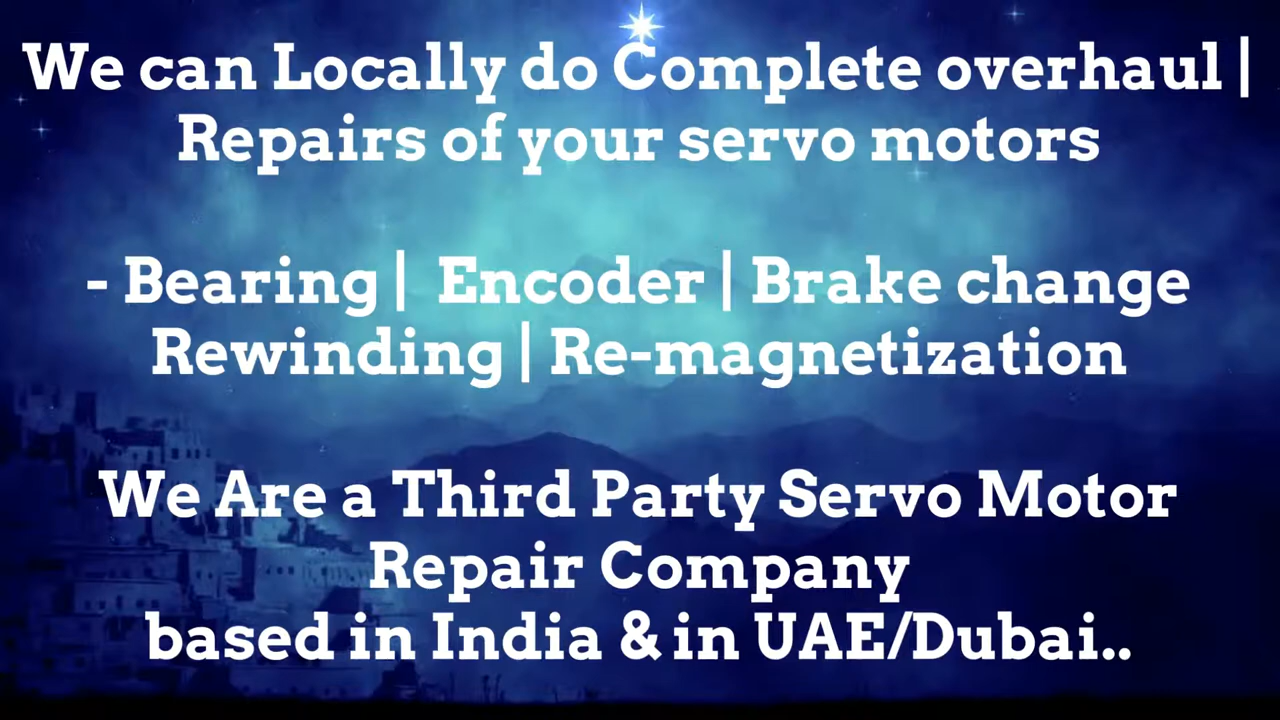 We can Locally do Complete overhaul |
Repairs of your servo motors
- Bearing | Encoder | Brake change
Rewinding | Re-magnetization
We Are a Third Party Servo Motor
Repair Company
based in India & in UAE/Dubai..